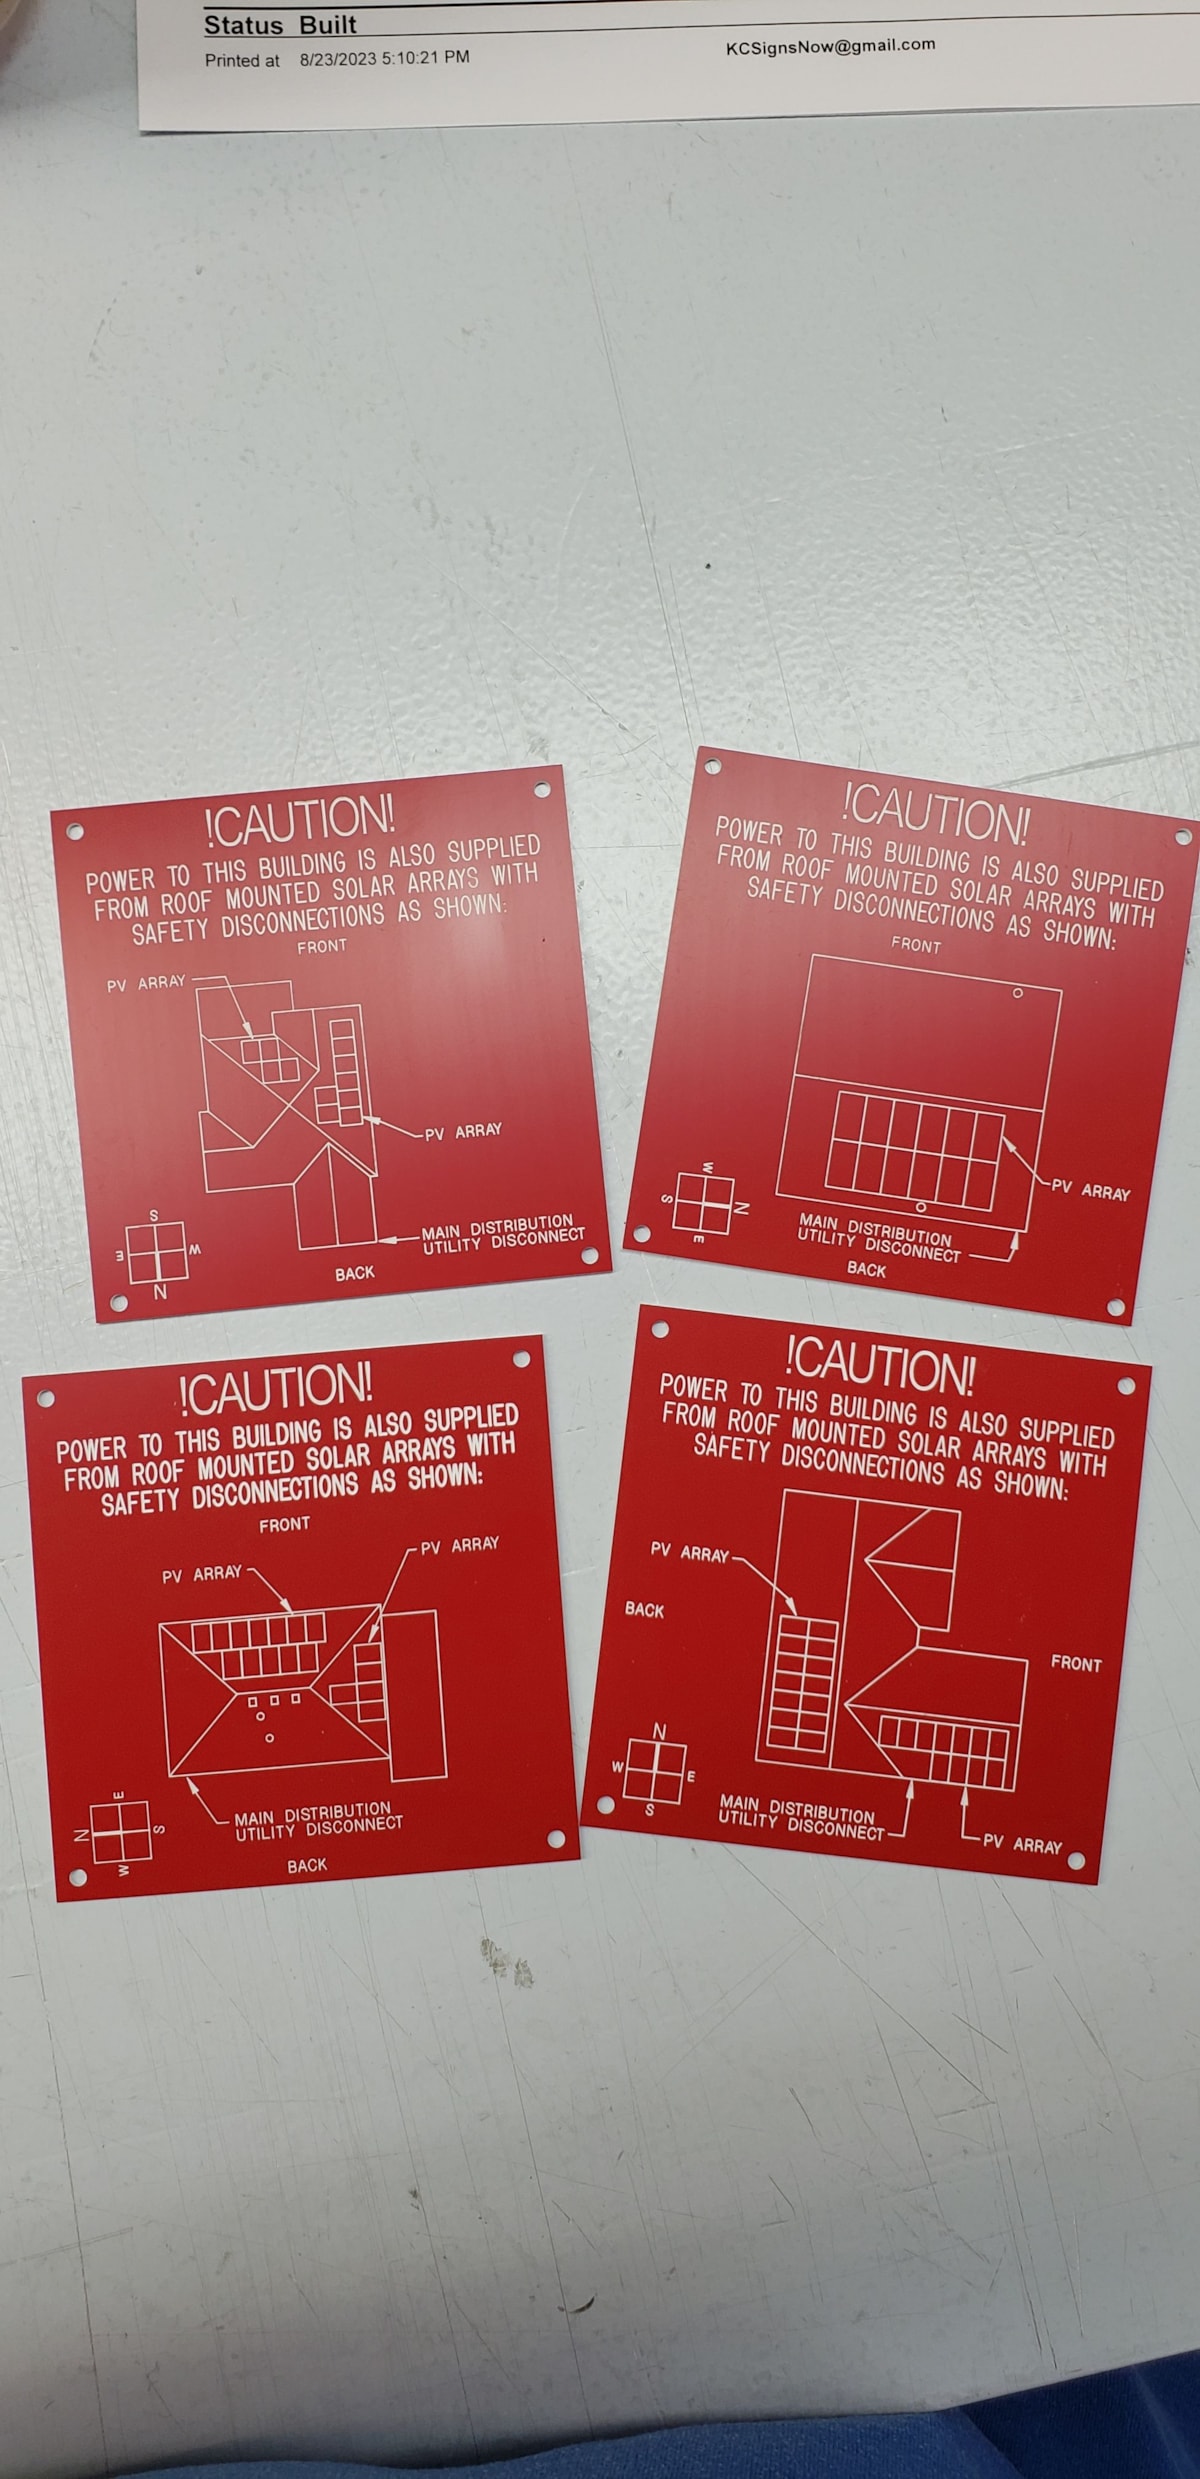 Status Built
Printed at 8/23/2023 5:10:21 PM
KCSignsNow@gmail.com
!CAUTION!
POWER TO THIS BUILDING IS ALSO SUPPLIED
FROM ROOF MOUNTED SOLAR ARRAYS WITH
SAFETY DISCONNECTIONS AS SHOWN:
FRONT
PV ARRAY
PV ARRAY
MAIN DISTRIBUTION
UTILITY DISCONNECT
BACK
S
E W
N
!CAUTION!
POWER TO THIS BUILDING IS ALSO SUPPLIED
FROM ROOF MOUNTED SOLAR ARRAYS WITH
SAFETY DISCONNECTIONS AS SHOWN:
FRONT
PV ARRAY
W
S N
E
MAIN DISTRIBUTION
UTILITY DISCONNECT
BACK
!CAUTION!
POWER TO THIS BUILDING IS ALSO SUPPLIED
FROM ROOF MOUNTED SOLAR ARRAYS WITH
SAFETY DISCONNECTIONS AS SHOWN:
FRONT
PV ARRAY
PV ARRAY
E
N S
W
MAIN DISTRIBUTION
UTILITY DISCONNECT
BACK
!CAUTION!
POWER TO THIS BUILDING IS ALSO SUPPLIED
FROM ROOF MOUNTED SOLAR ARRAYS WITH
SAFETY DISCONNECTIONS AS SHOWN:
PV ARRAY
BACK
FRONT
N
W E
S
MAIN DISTRIBUTION
UTILITY DISCONNECT
PV ARRAY